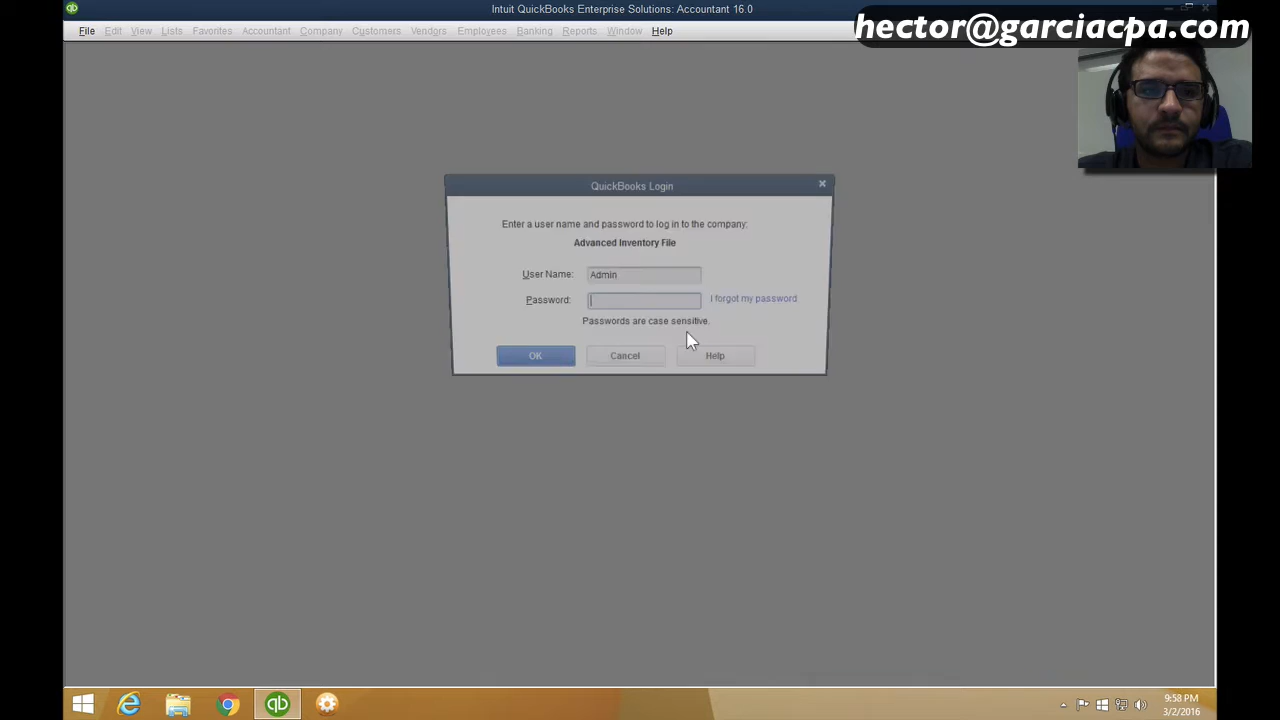 Intuit QuickBooks Enterprise Solutions: Accountant 16.0
hector@garciacpa.com
File Edit View Lists Favorites Accountant Company Customers Vendors Employees Banking Reports Window Help
QuickBooks Login
Enter a user name and password to log in to the company:
Advanced Inventory File
User Name: Admin
Password: I forgot my password
Passwords are case sensitive.
OK Cancel Help
qb
9:58 PM
3/2/2016